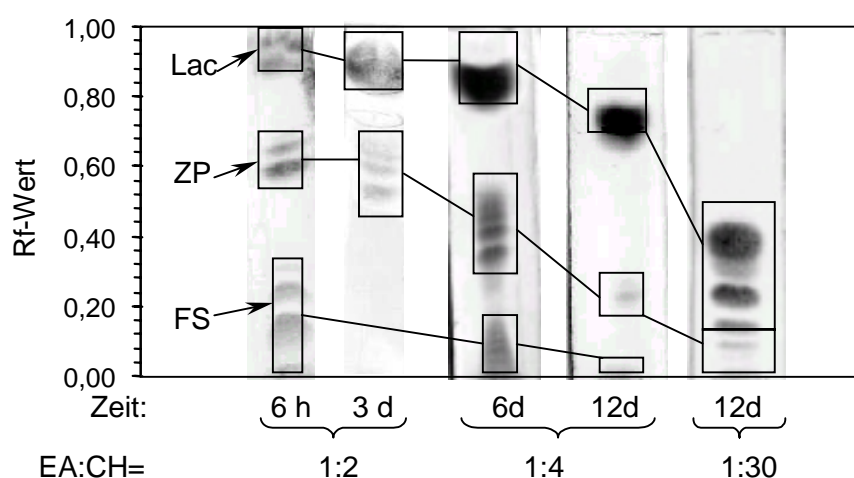 1,00
Lac
0,80
ZP
0,60
Rf-Wert
0,40
FS
0,20
0,00
Zeit: 6 h 3 d 6d 12d 12d
EA:CH= 1:2 1:4 1:30